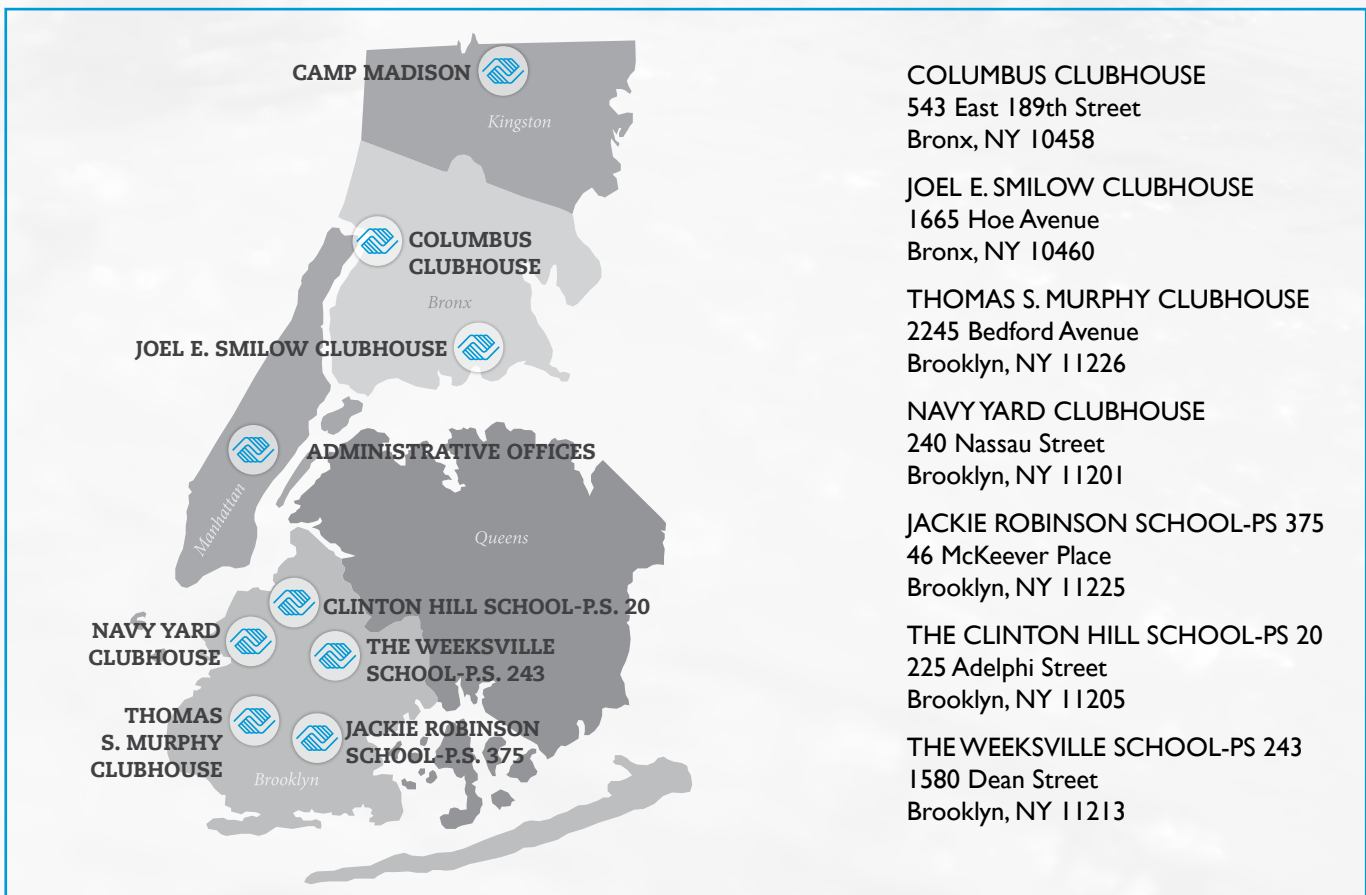 CAMP MADISON
Kingston
COLUMBUS
CLUBHOUSE
Bronx
JOEL E. SMILOW CLUBHOUSE
ADMINISTRATIVE OFFICES
Manhattan
Queens
CLINTON HILL SCHOOL-P.S. 20
NAVY YARD
CLUBHOUSE
THE WEEKSVILLE
SCHOOL-P.S. 243
THOMAS
S. MURPHY
CLUBHOUSE
JACKIE ROBINSON
SCHOOL-P.S. 375
Brooklyn
COLUMBUS CLUBHOUSE
543 East 189th Street
Bronx, NY 10458
JOEL E. SMILOW CLUBHOUSE
1665 Hoe Avenue
Bronx, NY 10460
THOMAS S. MURPHY CLUBHOUSE
2245 Bedford Avenue
Brooklyn, NY 11226
NAVY YARD CLUBHOUSE
240 Nassau Street
Brooklyn, NY 11201
JACKIE ROBINSON SCHOOL-PS 375
46 McKeever Place
Brooklyn, NY 11225
THE CLINTON HILL SCHOOL-PS 20
225 Adelphi Street
Brooklyn, NY 11205
THE WEEKSVILLE SCHOOL-PS 243
1580 Dean Street
Brooklyn, NY 11213